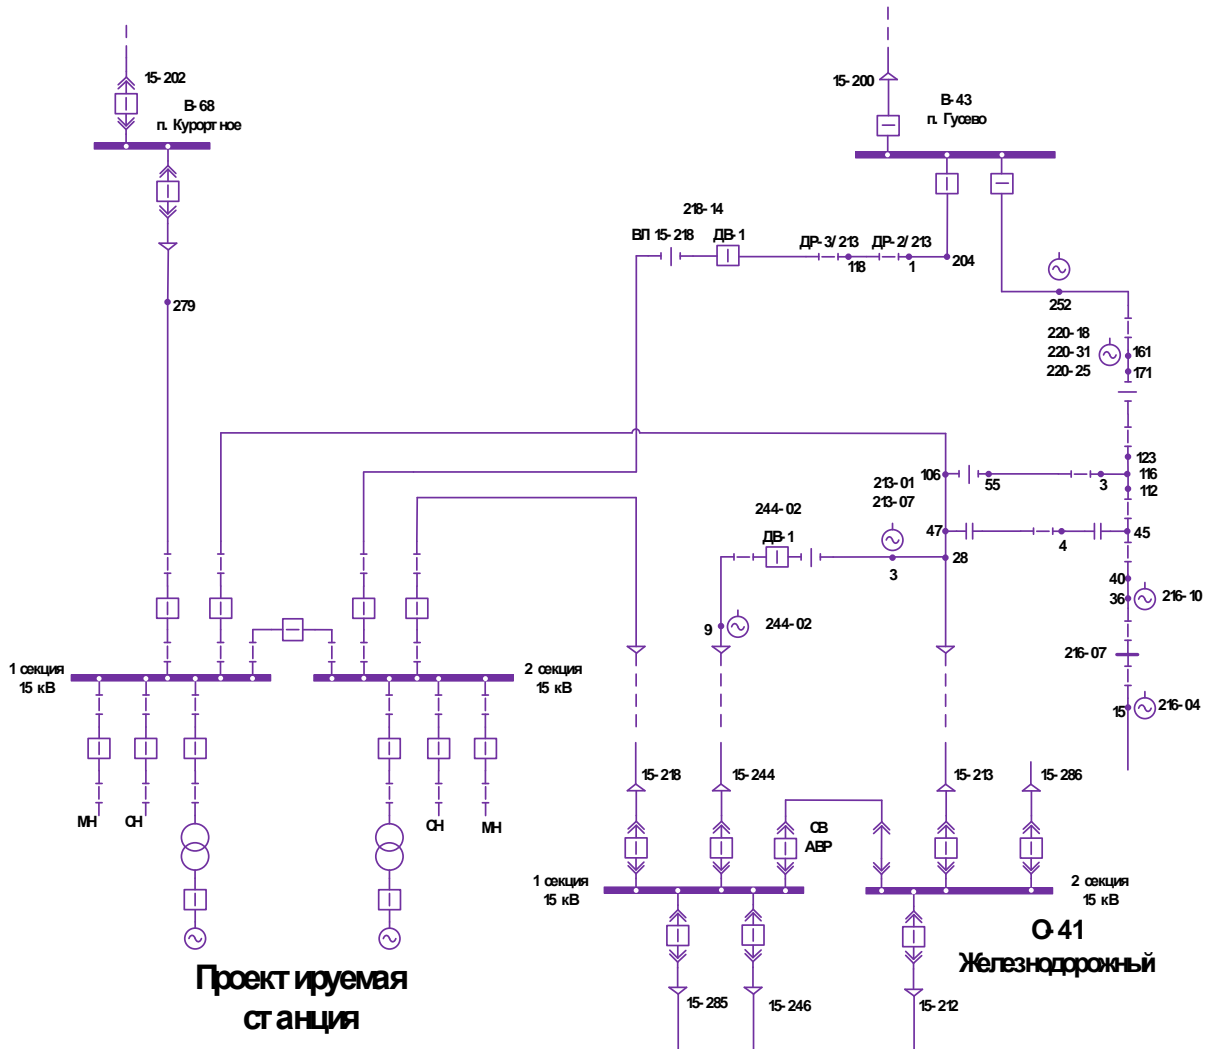 15-202
В-68
п. Курортное
15-200
В-43
п. Гусево
218-14
ВЛ 15-218
ДВ-1
ДР-3/213
ДР-2/213
118
1
204
252
279
220-18
220-31
220-25
161
171
123
116
112
106
55
3
213-01
213-07
47
4
45
244-02
ДВ-1
28
3
40
36
216-10
9
244-02
216-07
15
216-04
1 секция
15 кВ
2 секция
15 кВ
МН
СН
СН
МН
15-218
15-244
15-213
15-286
СВ
АВР
1 секция
15 кВ
2 секция
15 кВ
О-41
Железнодорожный
Проектируемая
станция
15-285
15-246
15-212